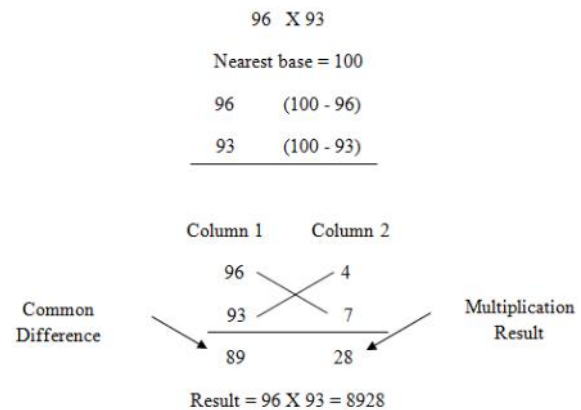 96 X 93
Nearest base = 100
96 (100 - 96)
93 (100 - 93)
Column 1 Column 2
96 4
93 7
Common
Difference
Multiplication
Result
89 28
Result = 96 X 93 = 8928